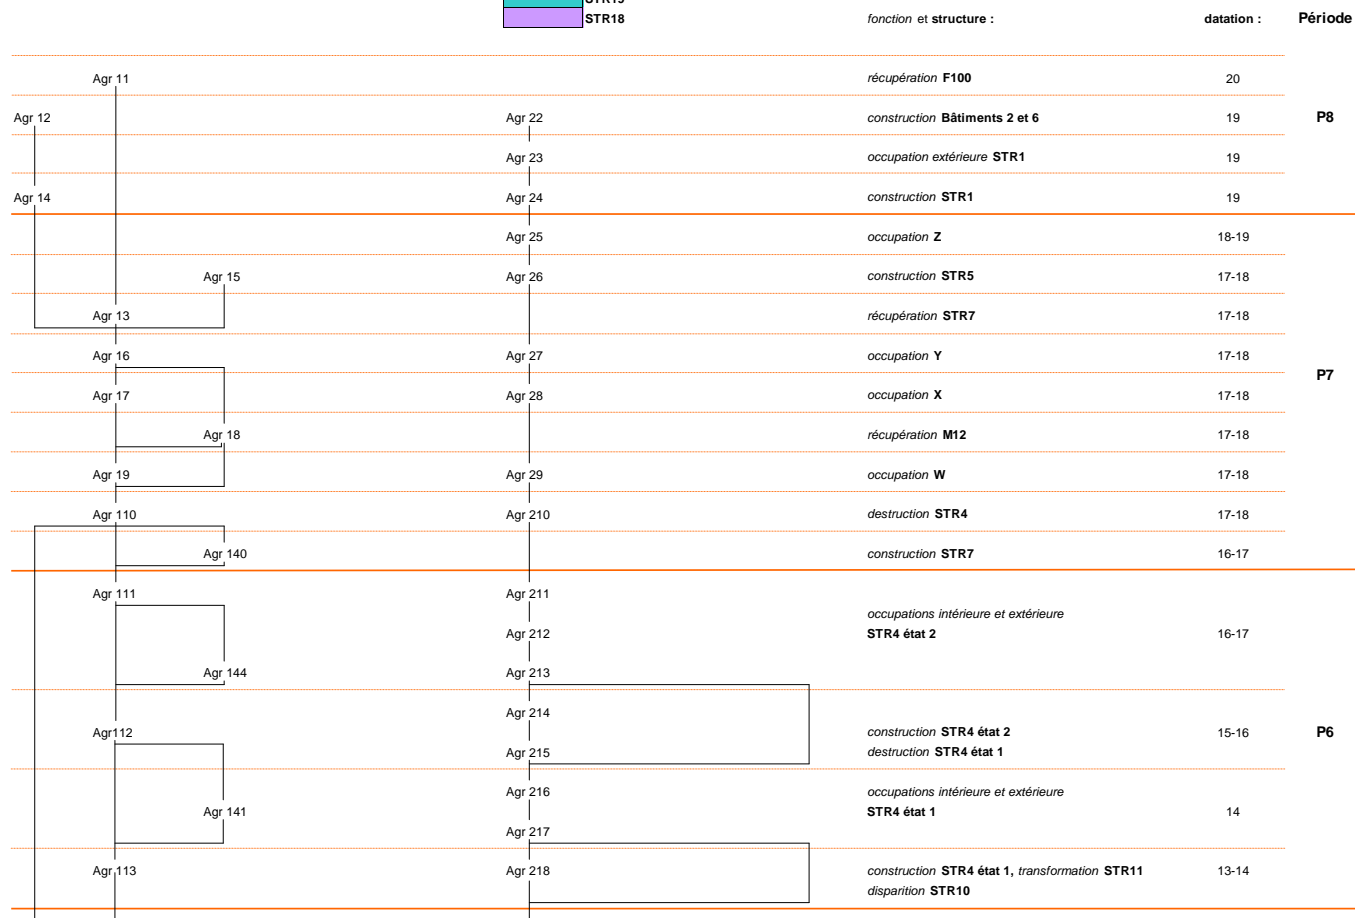 STR15
STR18
fonction et structure : datation : Période
Agr 11 récupération F100 20
Agr 12 Agr 22 construction Bâtiments 2 et 6 19 P8
Agr 23 occupation extérieure STR1 19
Agr 14 Agr 24 construction STR1 19
Agr 25 occupation Z 18-19
Agr 15 Agr 26 construction STR5 17-18
Agr 13 récupération STR7 17-18
Agr 16 Agr 27 occupation Y 17-18
P7
Agr 17 Agr 28 occupation X 17-18
Agr 18 récupération M12 17-18
Agr 19 Agr 29 occupation W 17-18
Agr 110 Agr 210 destruction STR4 17-18
Agr 140 construction STR7 16-17
Agr 111 Agr 211
occupations intérieure et extérieure
Agr 212 STR4 état 2 16-17
Agr 144 Agr 213
Agr 214
Agr112 construction STR4 état 2 15-16 P6
Agr 215 destruction STR4 état 1
Agr 216 occupations intérieure et extérieure
Agr 141 STR4 état 1 14
Agr 217
Agr 113 Agr 218 construction STR4 état 1, transformation STR11 13-14
disparition STR10